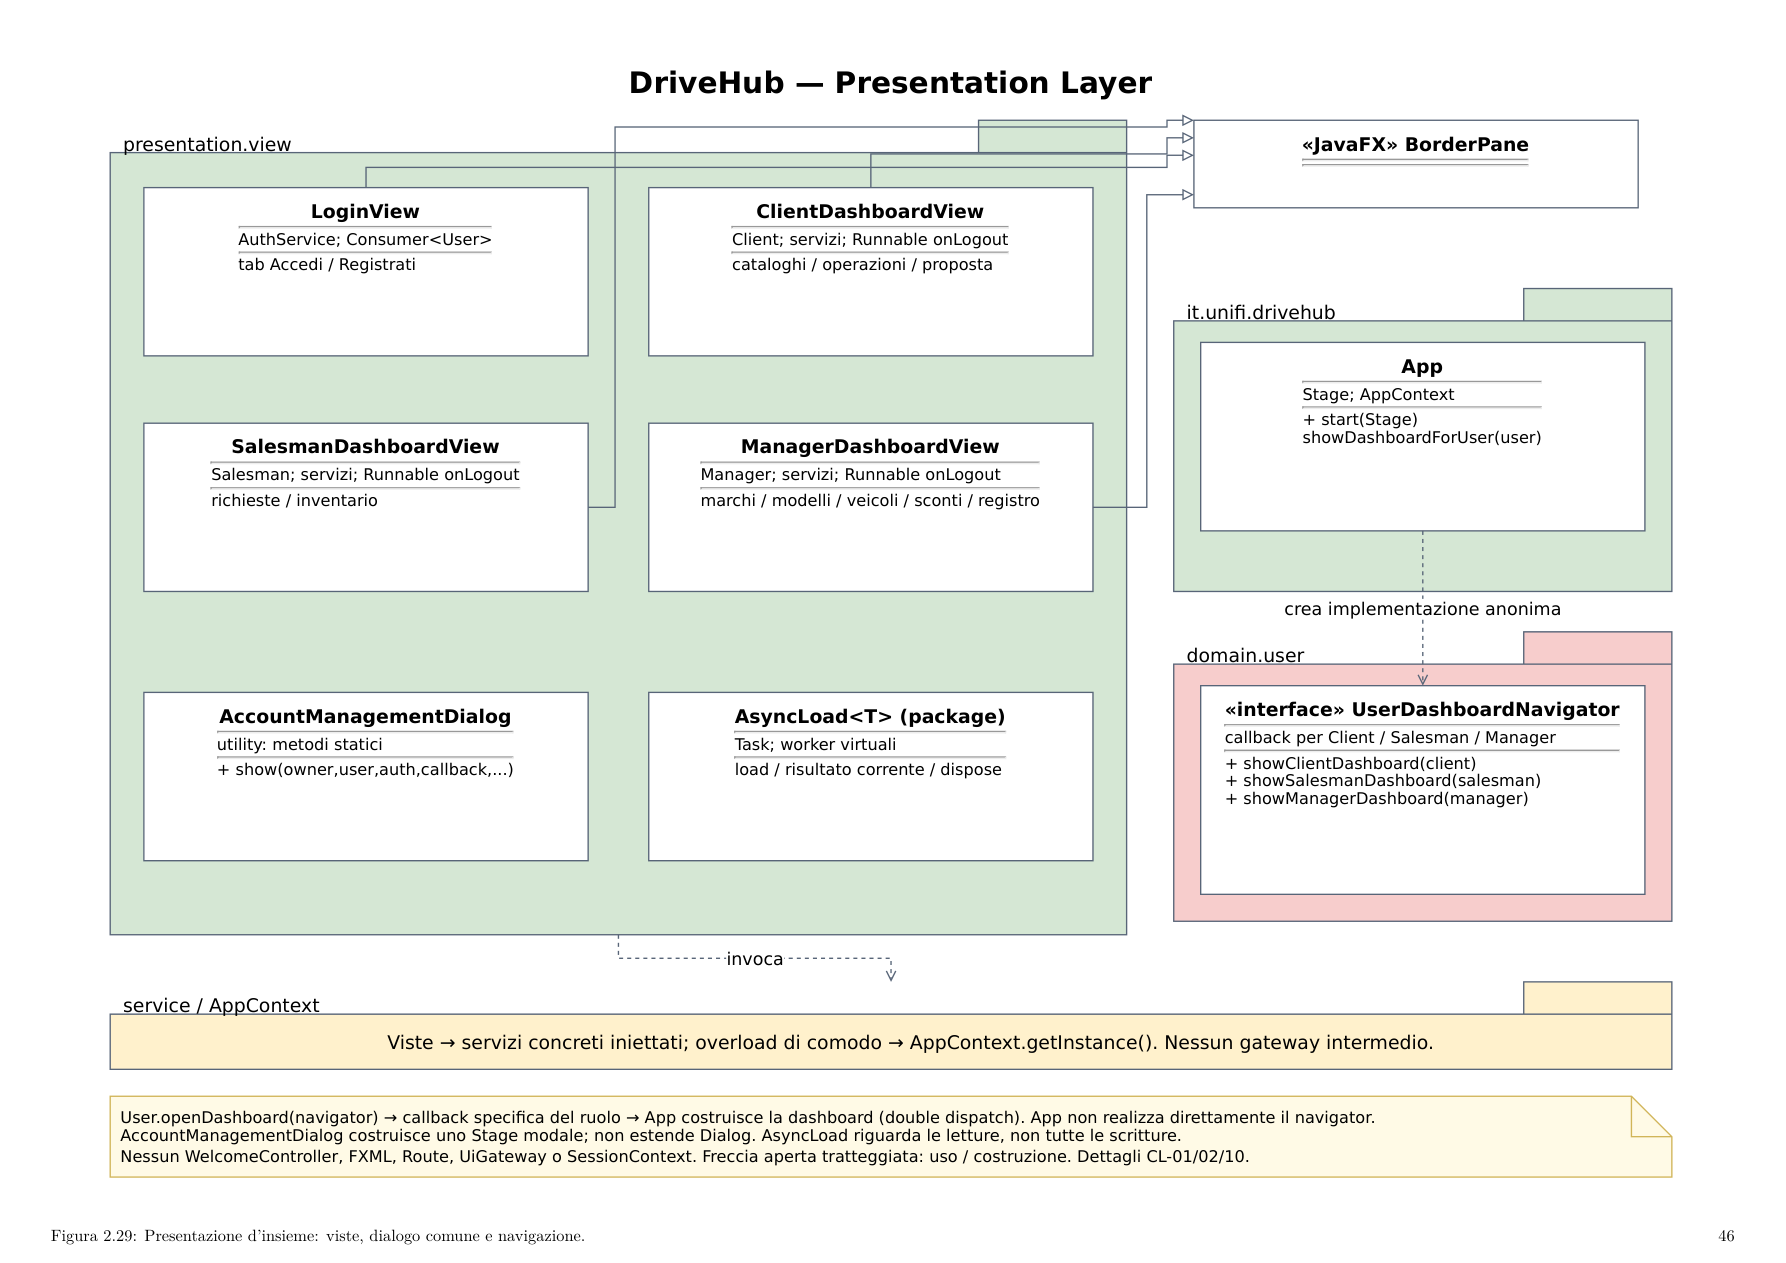 DriveHub — Presentation Layer
presentation.view
«JavaFX» BorderPane
LoginView
AuthService; Consumer<User>
tab Accedi / Registrati
ClientDashboardView
Client; servizi; Runnable onLogout
cataloghi / operazioni / proposta
it.unifi.drivehub
App
Stage; AppContext
+ start(Stage)
showDashboardForUser(user)
SalesmanDashboardView
Salesman; servizi; Runnable onLogout
richieste / inventario
ManagerDashboardView
Manager; servizi; Runnable onLogout
marchi / modelli / veicoli / sconti / registro
crea implementazione anonima
domain.user
AccountManagementDialog
utility: metodi statici
+ show(owner,user,auth,callback,...)
AsyncLoad<T> (package)
Task; worker virtuali
load / risultato corrente / dispose
«interface» UserDashboardNavigator
callback per Client / Salesman / Manager
+ showClientDashboard(client)
+ showSalesmanDashboard(salesman)
+ showManagerDashboard(manager)
invoca
service / AppContext
Viste → servizi concreti iniettati; overload di comodo → AppContext.getInstance(). Nessun gateway intermedio.
User.openDashboard(navigator) → callback specifica del ruolo → App costruisce la dashboard (double dispatch). App non realizza direttamente il navigator.
AccountManagementDialog costruisce uno Stage modale; non estende Dialog. AsyncLoad riguarda le letture, non tutte le scritture.
Nessun WelcomeController, FXML, Route, UiGateway o SessionContext. Freccia aperta tratteggiata: uso / costruzione. Dettagli CL-01/02/10.
Figura 2.29: Presentazione d'insieme: viste, dialogo comune e navigazione.
46